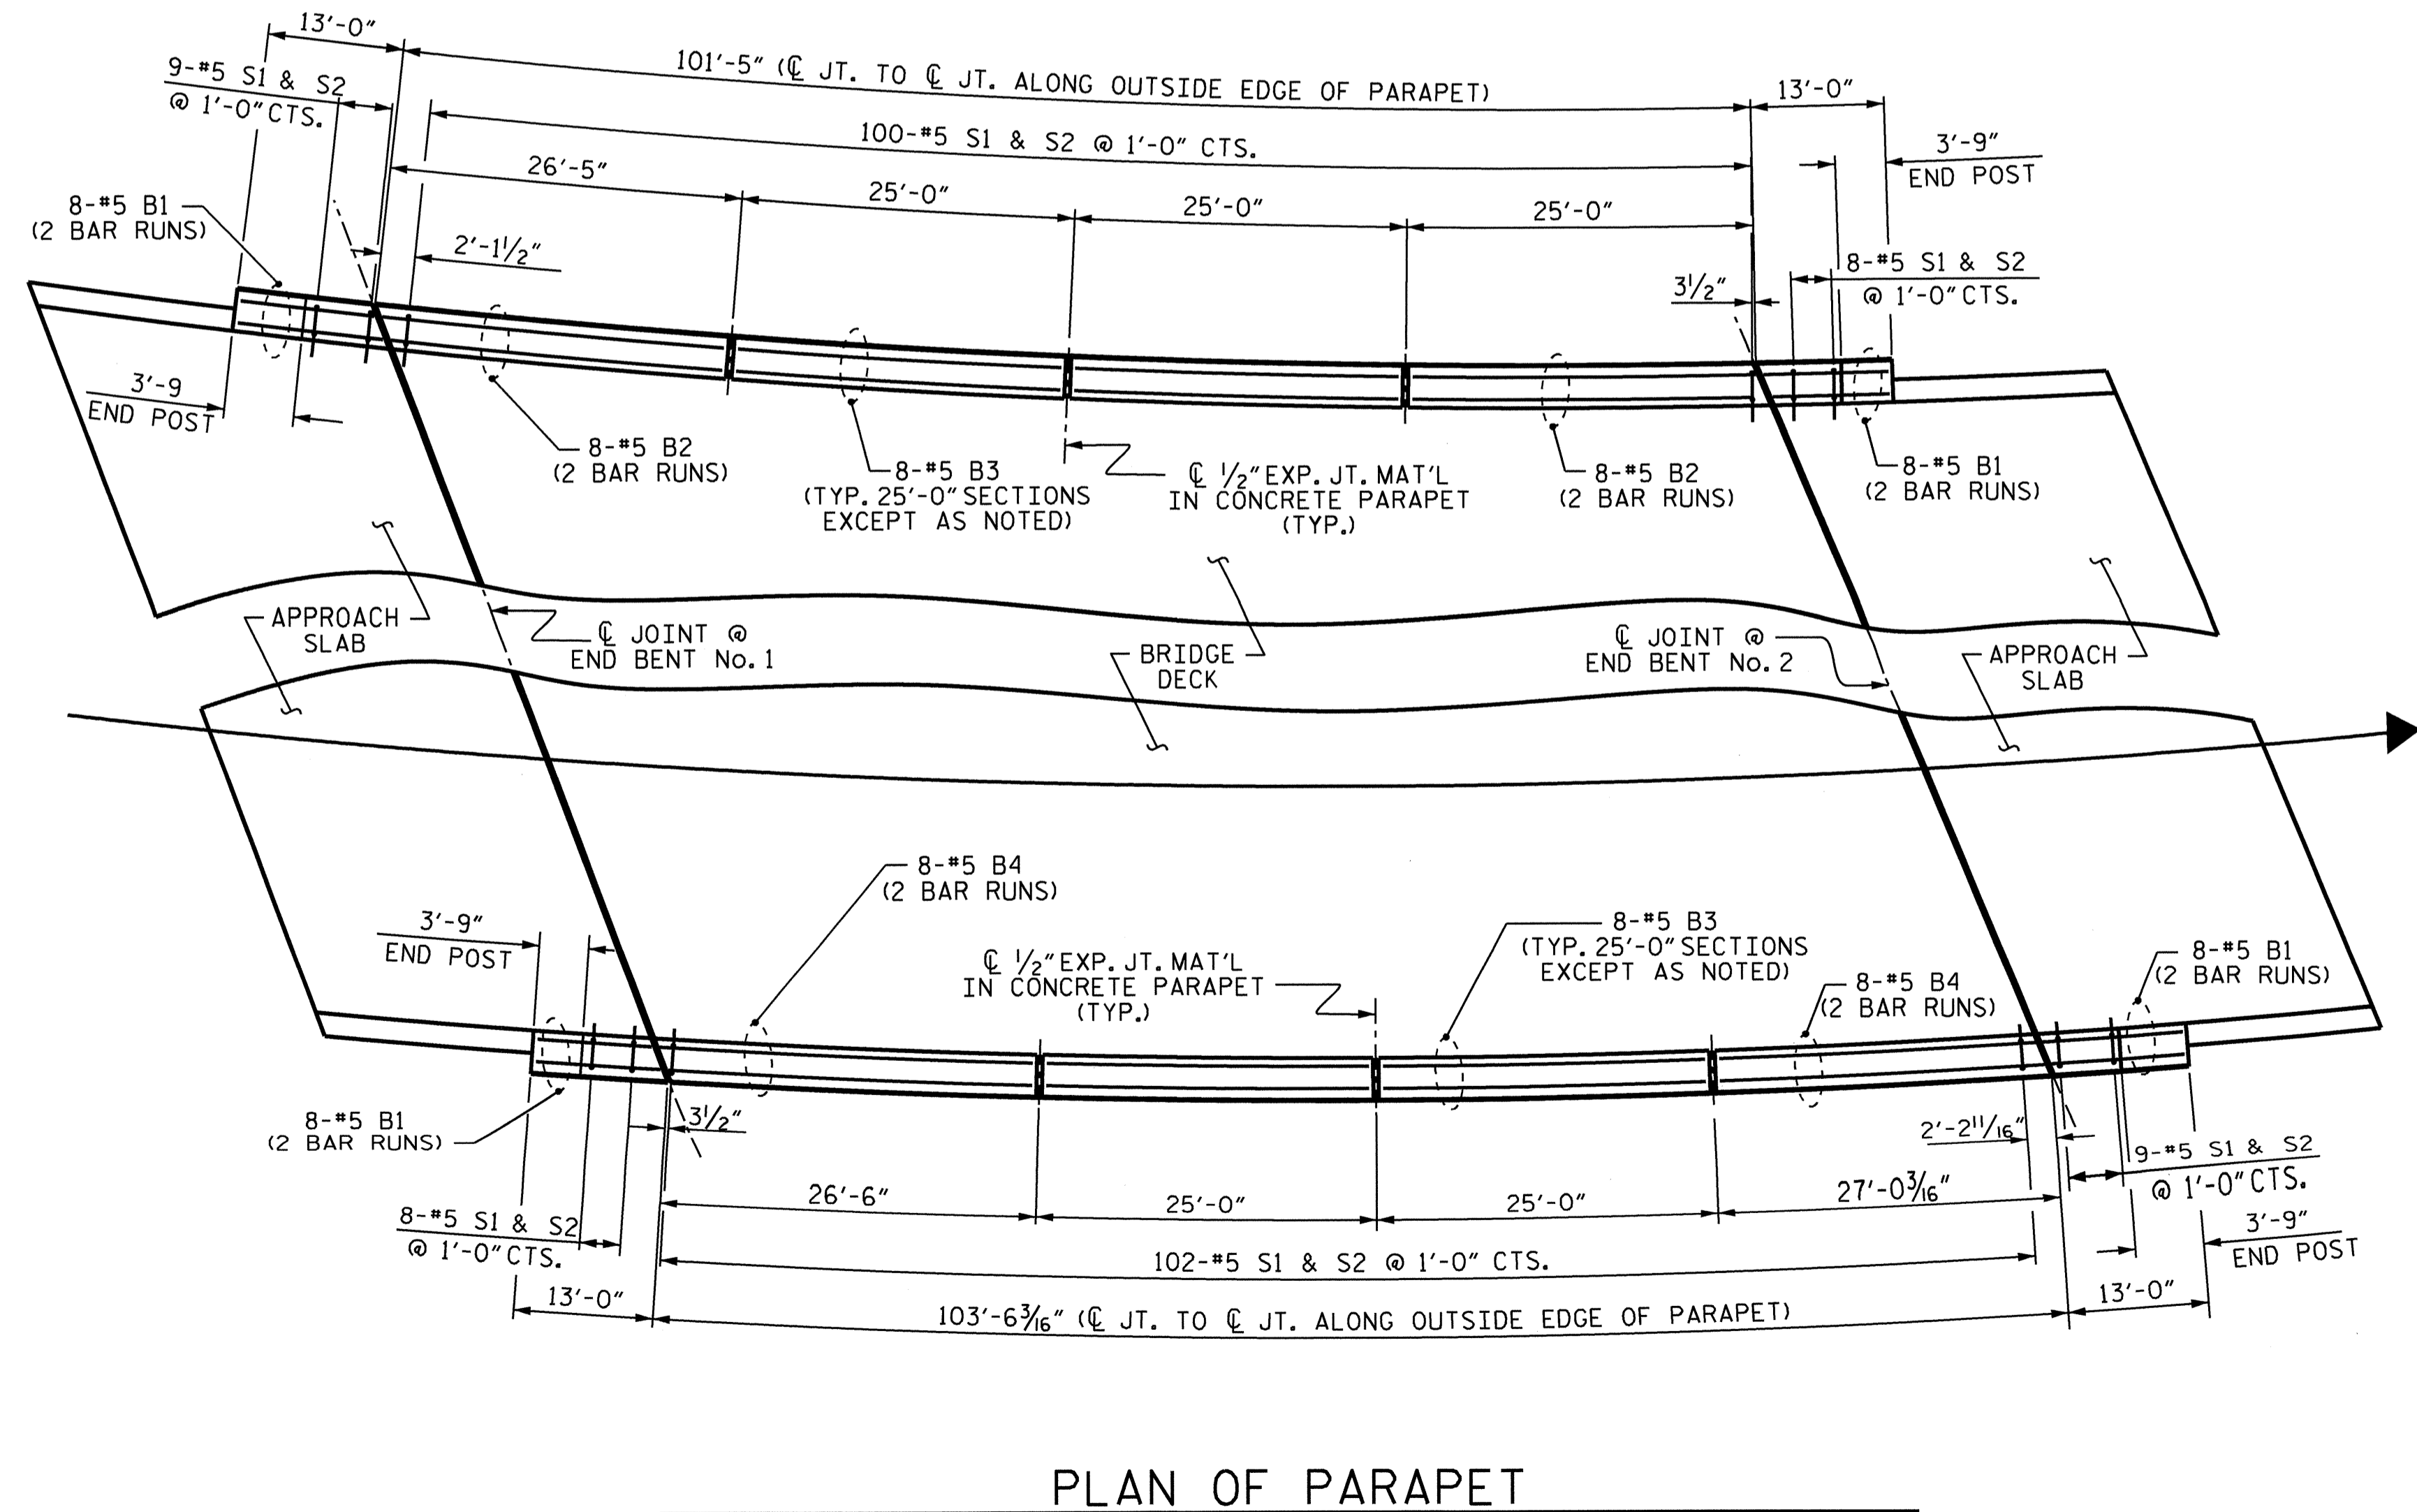 13'-0"
101'-5" (℄ JT. TO ℄ JT. ALONG OUTSIDE EDGE OF PARAPET)
13'-0"
9-#5 S1 & S2
@ 1'-0" CTS.
100-#5 S1 & S2 @ 1'-0" CTS.
3'-9"
END POST
26'-5"
25'-0"
25'-0"
25'-0"
8-#5 B1
(2 BAR RUNS)
2'-1 1/2"
3 1/2"
8-#5 S1 & S2
@ 1'-0" CTS.
3'-9
END POST
8-#5 B2
(2 BAR RUNS)
8-#5 B3
(TYP. 25'-0" SECTIONS
EXCEPT AS NOTED)
℄ 1/2" EXP. JT. MAT'L
IN CONCRETE PARAPET
(TYP.)
8-#5 B2
(2 BAR RUNS)
8-#5 B1
(2 BAR RUNS)
APPROACH
SLAB
℄ JOINT @
END BENT No. 1
BRIDGE
DECK
℄ JOINT @
END BENT No. 2
APPROACH
SLAB
8-#5 B4
(2 BAR RUNS)
3'-9"
END POST
℄ 1/2" EXP. JT. MAT'L
IN CONCRETE PARAPET
(TYP.)
8-#5 B3
(TYP. 25'-0" SECTIONS
EXCEPT AS NOTED)
8-#5 B4
(2 BAR RUNS)
8-#5 B1
(2 BAR RUNS)
8-#5 B1
(2 BAR RUNS)
3 1/2"
2'-2 11/16"
9-#5 S1 & S2
@ 1'-0" CTS.
26'-6"
25'-0"
25'-0"
27'-0 3/16"
8-#5 S1 & S2
@ 1'-0" CTS.
3'-9"
END POST
102-#5 S1 & S2 @ 1'-0" CTS.
13'-0"
103'-6 3/16" (℄ JT. TO ℄ JT. ALONG OUTSIDE EDGE OF PARAPET)
13'-0"
PLAN OF PARAPET